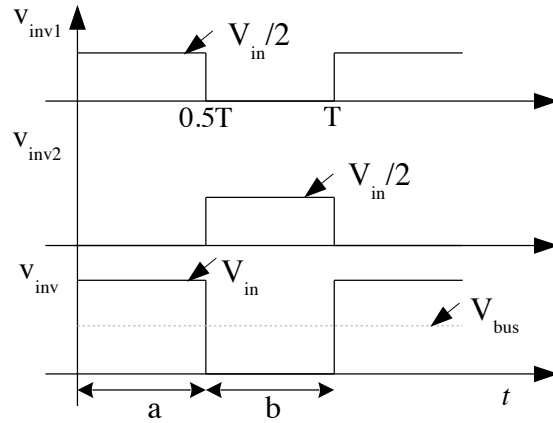 v_inv1
V_in/2
0.5T
T
v_inv2
V_in/2
v_inv
V_in
V_bus
a
b
t